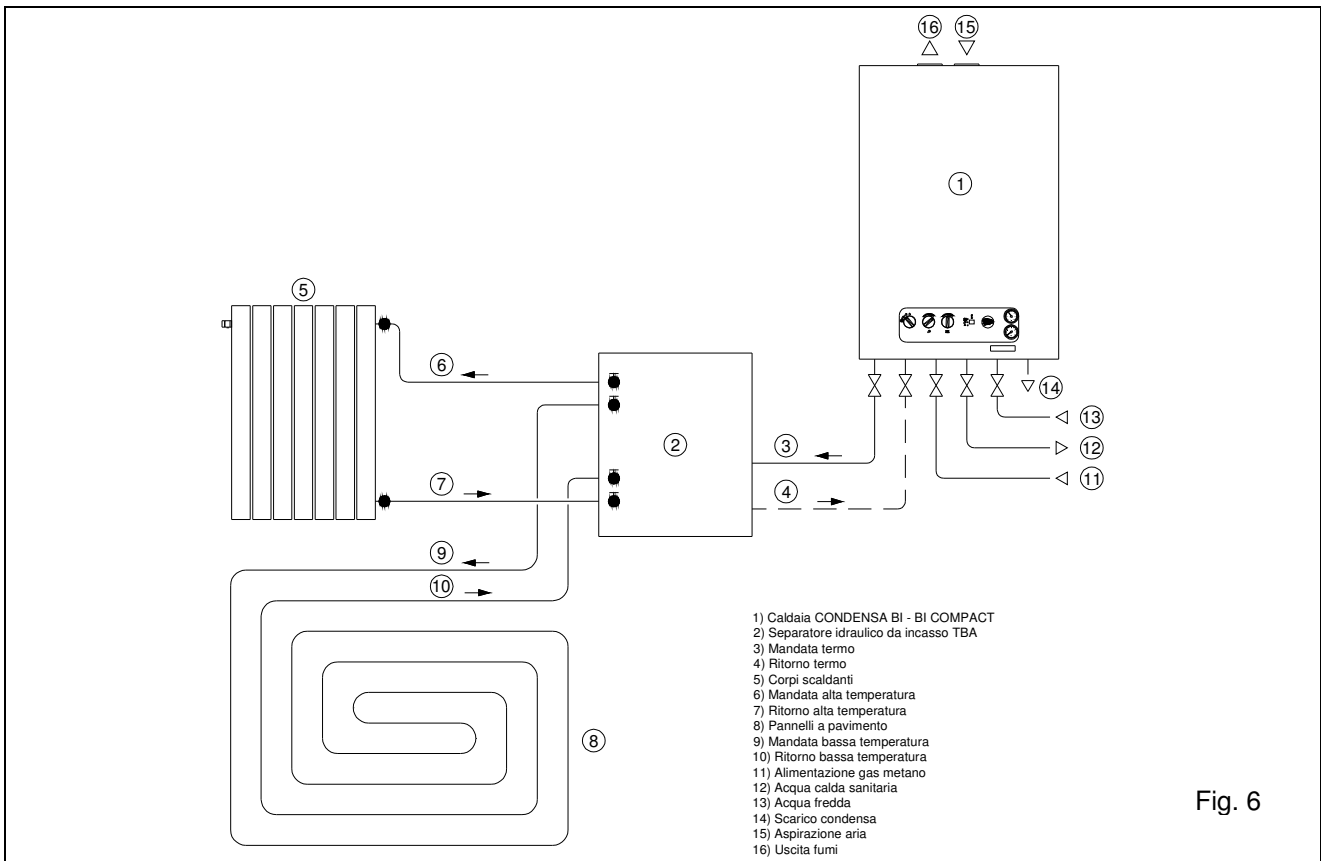 16 15
1
5
6
14
13
2
3
12
11
7
4
9
10
8
1) Caldaia CONDENSA BI - BI COMPACT
2) Separatore idraulico da incasso TBA
3) Mandata termo
4) Ritorno termo
5) Corpi scaldanti
6) Mandata alta temperatura
7) Ritorno alta temperatura
8) Pannelli a pavimento
9) Mandata bassa temperatura
10) Ritorno bassa temperatura
11) Alimentazione gas metano
12) Acqua calda sanitaria
13) Acqua fredda
14) Scarico condensa
15) Aspirazione aria
16) Uscita fumi
Fig. 6